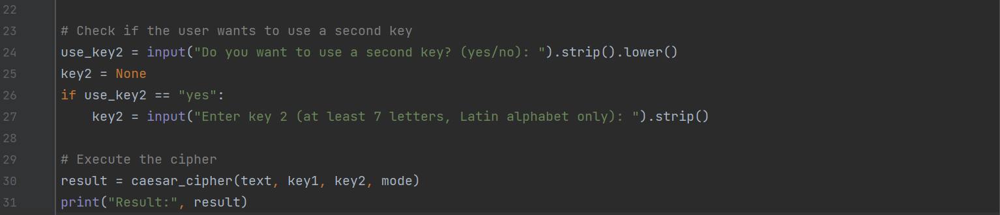 22
23 # Check if the user wants to use a second key
24 use_key2 = input("Do you want to use a second key? (yes/no): ").strip().lower()
25 key2 = None
26 if use_key2 == "yes":
27     key2 = input("Enter key 2 (at least 7 letters, Latin alphabet only): ").strip()
28
29 # Execute the cipher
30 result = caesar_cipher(text, key1, key2, mode)
31 print("Result:", result)